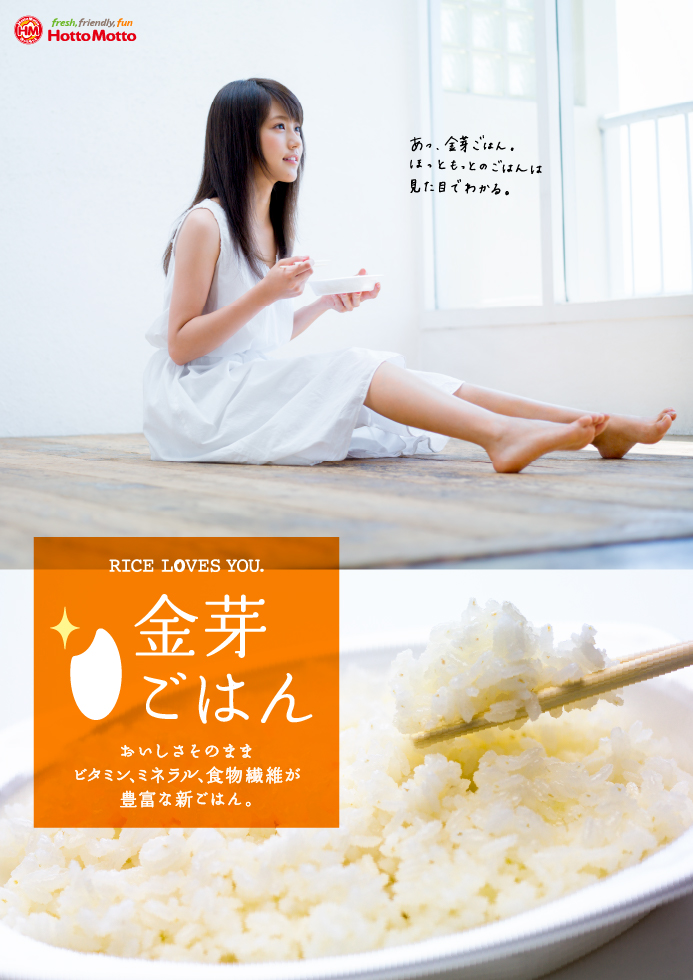 HM
fresh,friendly,fun
HottoMotto
あっ、金芽ごはん。
ほっともっとのごはんは
見た目でわかる。
RICE LOVES YOU.
金芽
ごはん
おいしさそのまま
ビタミン、ミネラル、食物繊維が
豊富な新ごはん。